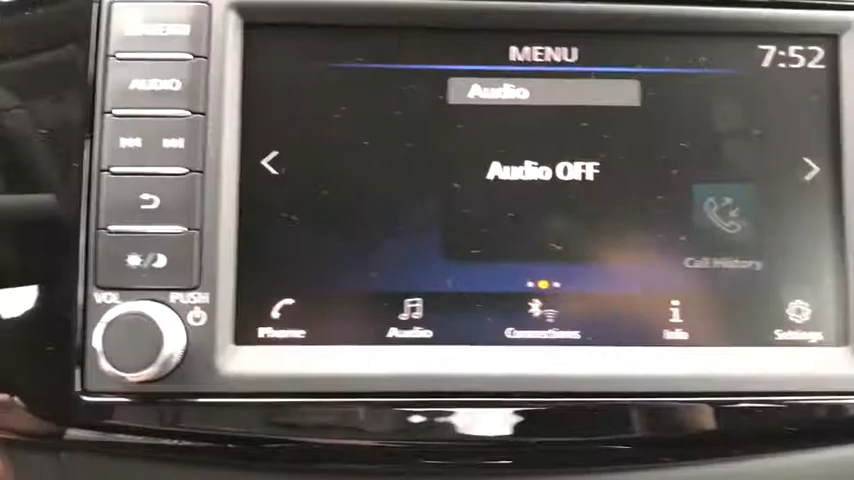 MENU
7:52
AUDIO
Audio
Audio OFF
Call History
VOL
PUSH
Phone
Audio
Connections
Info
Settings